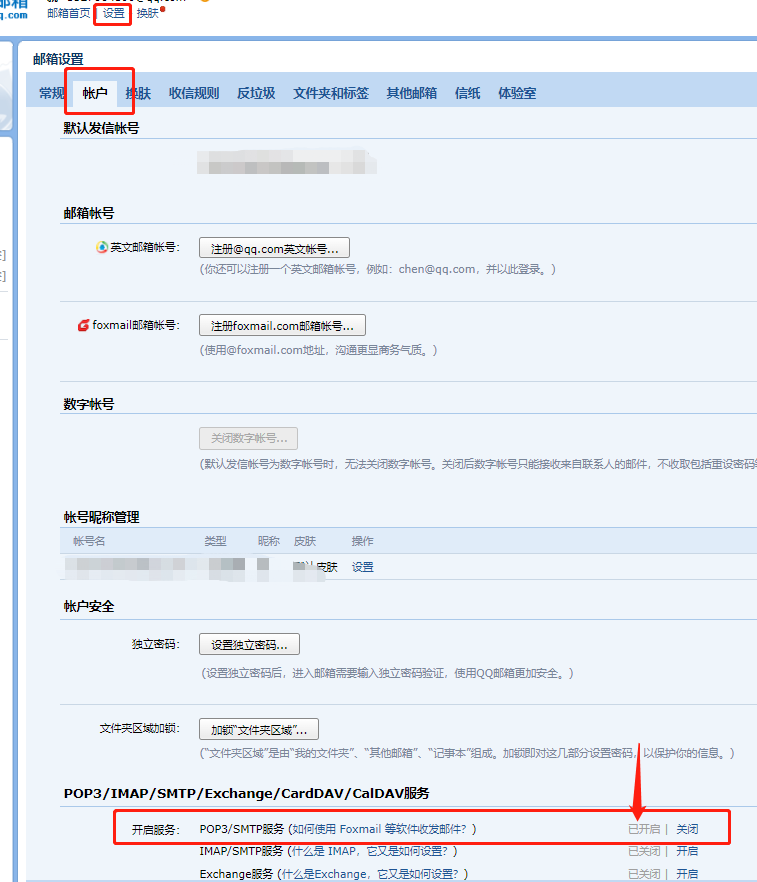 邮箱
q.com
邮箱首页 | 设置 | 换肤
邮箱设置
常规 帐户 换肤 收信规则 反垃圾 文件夹和标签 其他邮箱 信纸 体验室
默认发信帐号
邮箱帐号
英文邮箱帐号： 注册@qq.com英文帐号...
(你还可以注册一个英文邮箱帐号，例如：chen@qq.com，并以此登录。)
foxmail邮箱帐号： 注册foxmail.com邮箱帐号...
(使用@foxmail.com地址，沟通更显商务气质。)
数字帐号
关闭数字帐号...
(默认发信帐号为数字帐号时，无法关闭数字帐号。关闭后数字帐号只能接收来自联系人的邮件，不收取包括重设密码
帐号昵称管理
帐号名 类型 昵称 皮肤 操作
皮肤 设置
帐户安全
独立密码： 设置独立密码...
(设置独立密码后，进入邮箱需要输入独立密码验证，使用QQ邮箱更加安全。)
文件夹区域加锁： 加锁“文件夹区域”...
(“文件夹区域”是由“我的文件夹”、“其他邮箱”、“记事本”组成。加锁即对这几部分设置密码，以保护你的信息。)
POP3/IMAP/SMTP/Exchange/CardDAV/CalDAV服务
开启服务： POP3/SMTP服务 (如何使用 Foxmail 等软件收发邮件？) 已开启 | 关闭
IMAP/SMTP服务 (什么是 IMAP，它又是如何设置？) 已关闭 | 开启
Exchange服务 (什么是Exchange，它又是如何设置？) 已关闭 | 开启